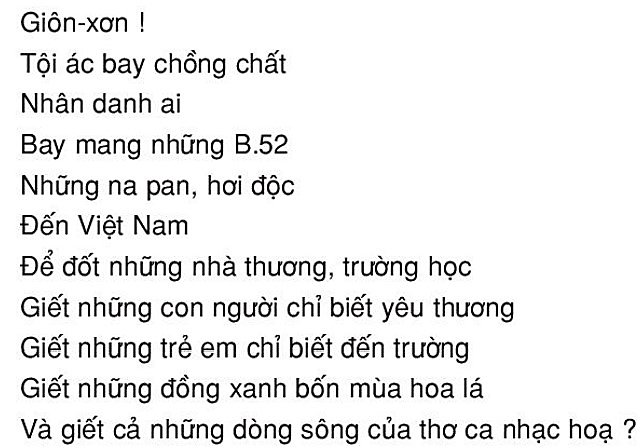 Giôn-xơn !
Tội ác bay chồng chất
Nhân danh ai
Bay mang những B.52
Những na pan, hơi độc
Đến Việt Nam
Để đốt những nhà thương, trường học
Giết những con người chỉ biết yêu thương
Giết những trẻ em chỉ biết đến trường
Giết những đồng xanh bốn mùa hoa lá
Và giết cả những dòng sông của thơ ca nhạc hoạ ?